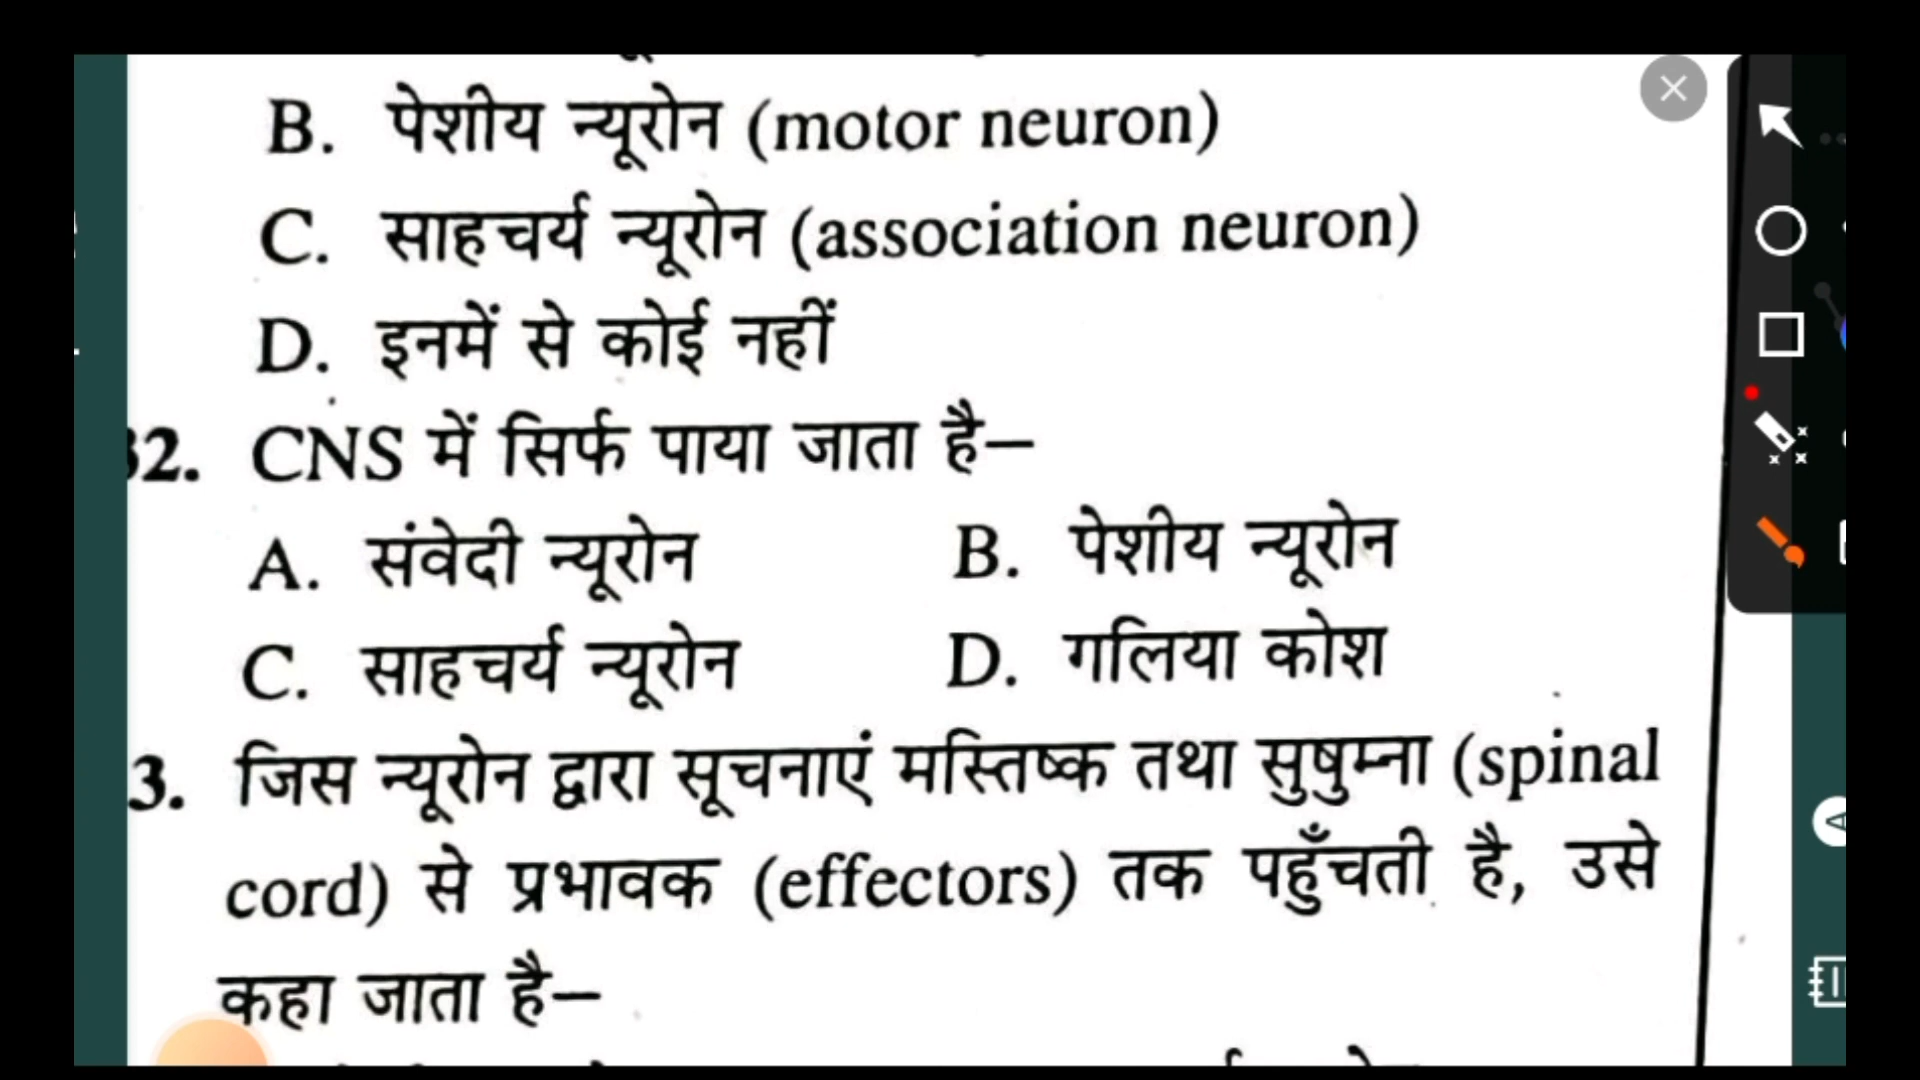 B. पेशीय न्यूरोन (motor neuron)
C. साहचर्य न्यूरोन (association neuron)
D. इनमें से कोई नहीं
32. CNS में सिर्फ पाया जाता है–
A. संवेदी न्यूरोन B. पेशीय न्यूरोन
C. साहचर्य न्यूरोन D. गलिया कोश
3. जिस न्यूरोन द्वारा सूचनाएं मस्तिष्क तथा सुषुम्ना (spinal
cord) से प्रभावक (effectors) तक पहुँचती है, उसे
कहा जाता है–